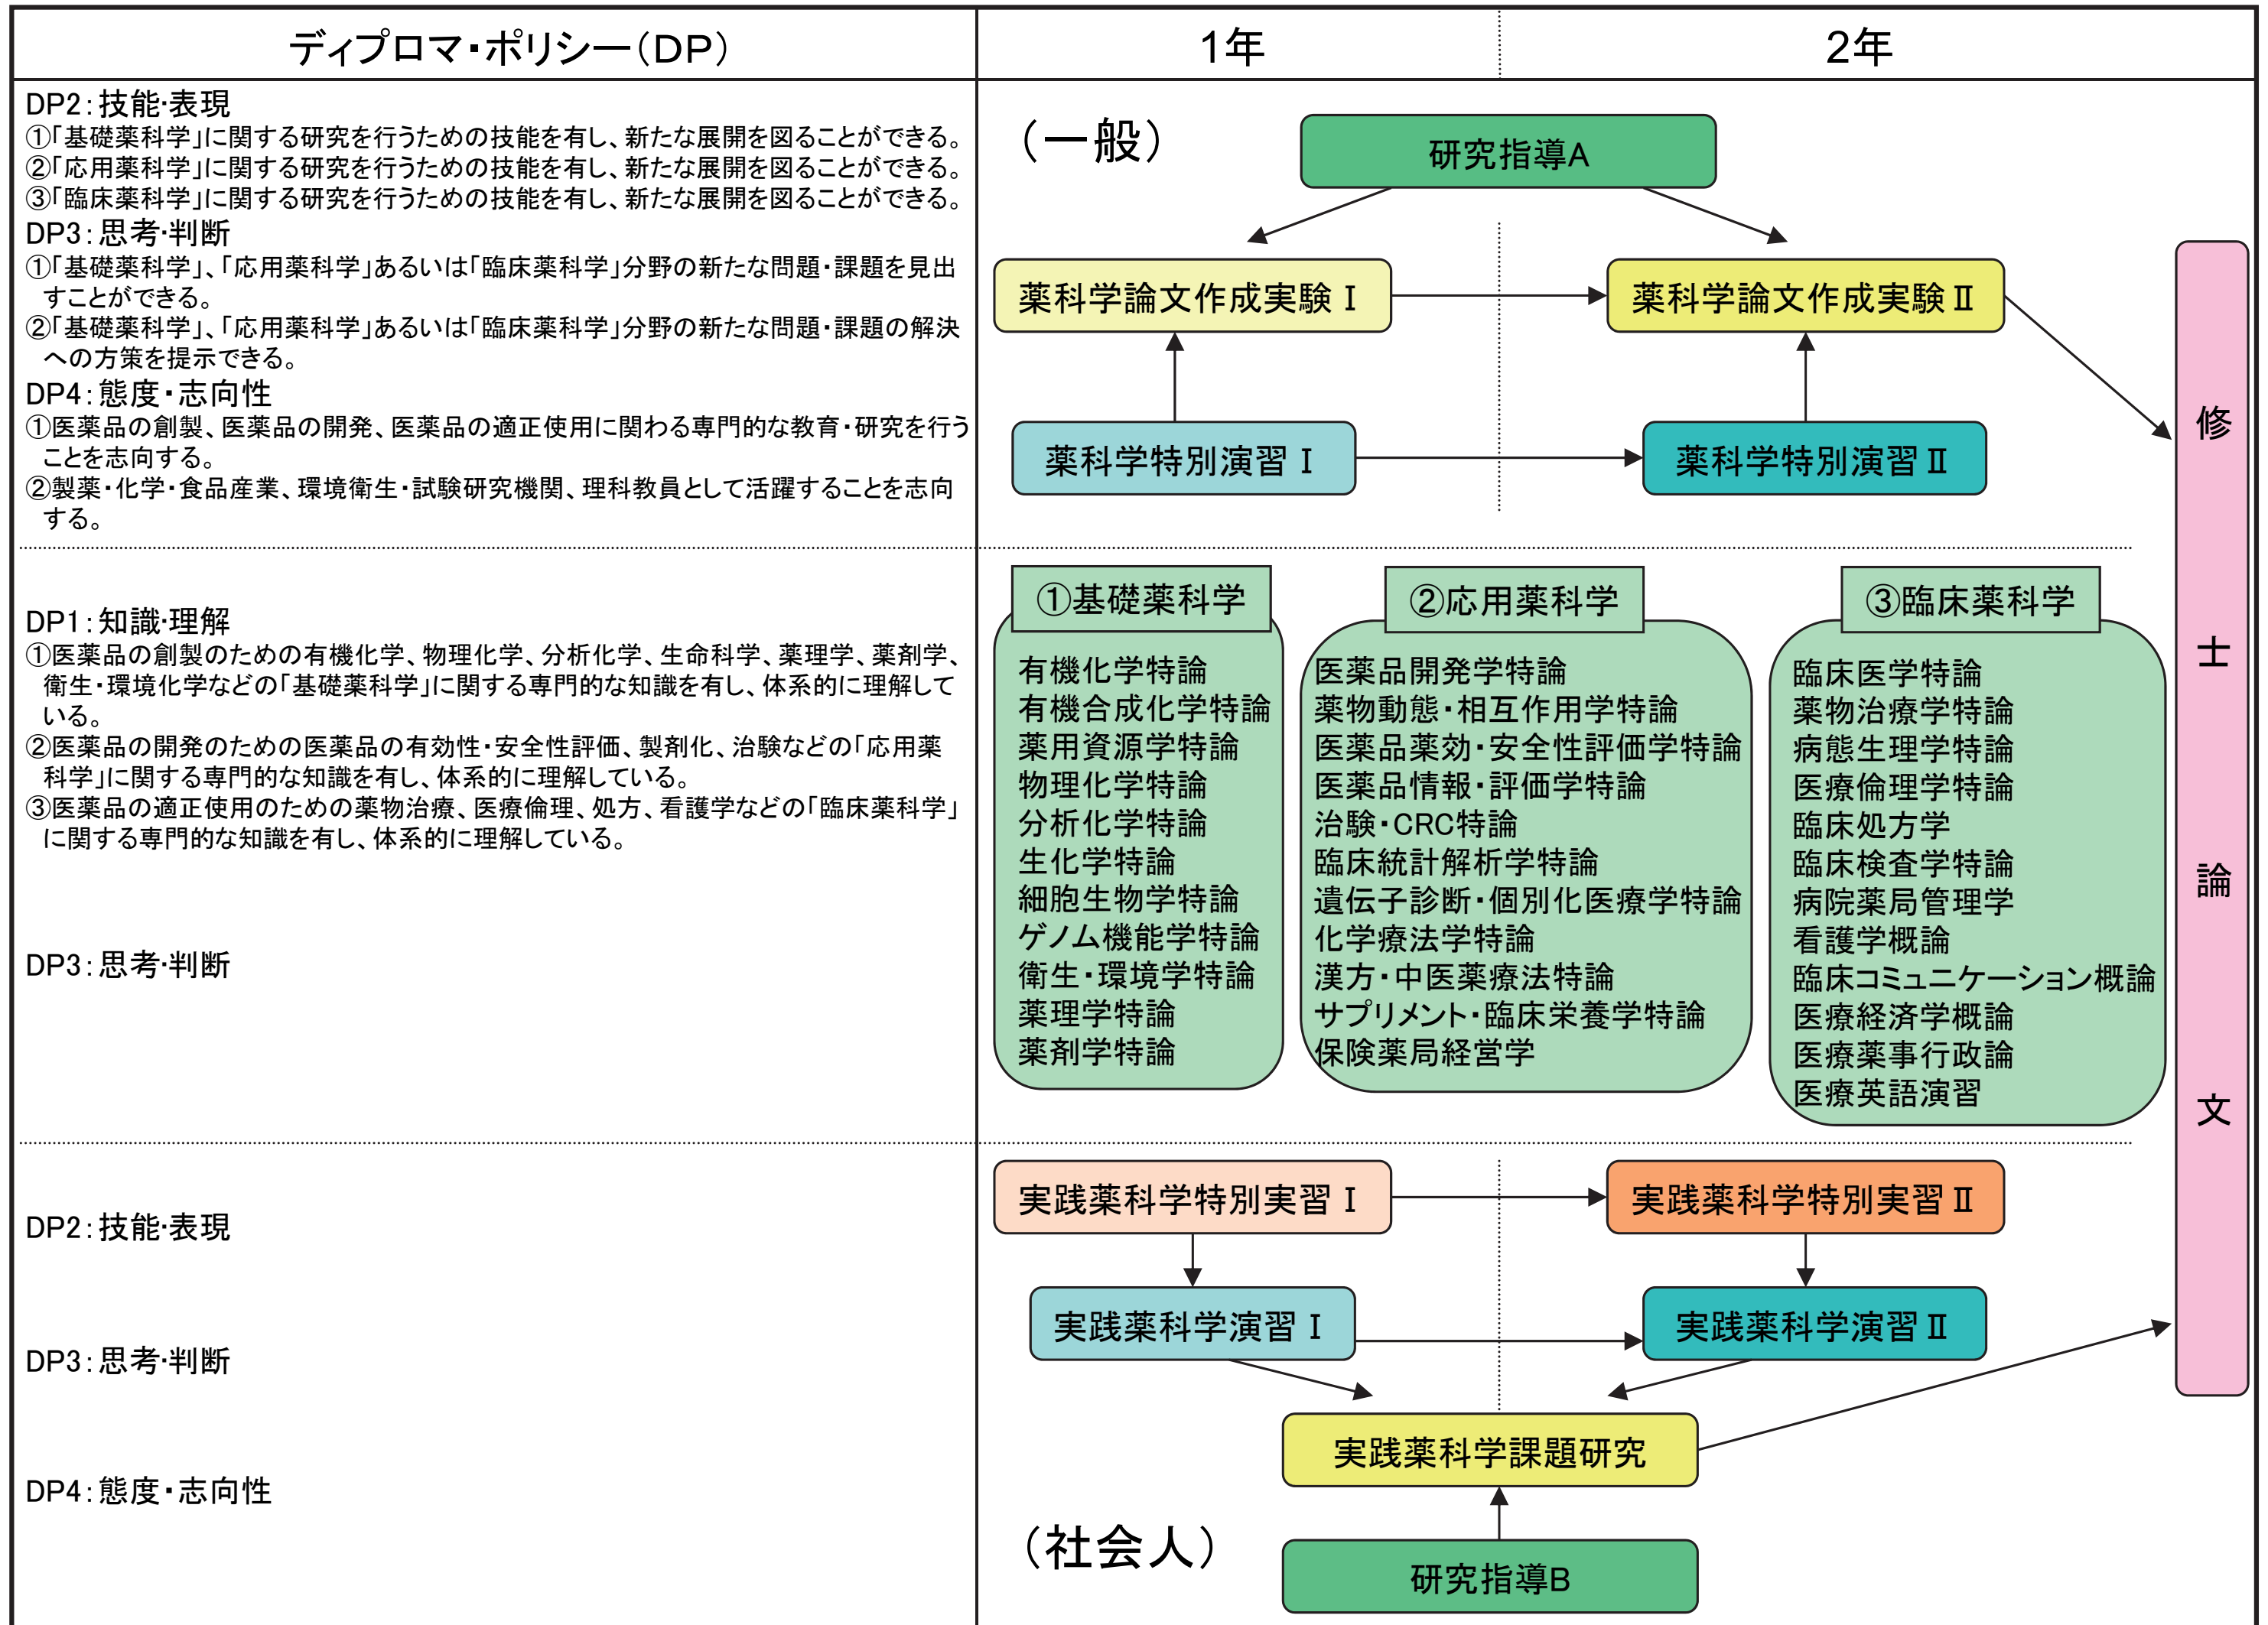 ディプロマ・ポリシー(DP)
1年
2年
DP2:技能・表現
①「基礎薬科学」に関する研究を行うための技能を有し、新たな展開を図ることができる。
②「応用薬科学」に関する研究を行うための技能を有し、新たな展開を図ることができる。
③「臨床薬科学」に関する研究を行うための技能を有し、新たな展開を図ることができる。
DP3:思考・判断
①「基礎薬科学」、「応用薬科学」あるいは「臨床薬科学」分野の新たな問題・課題を見出
すことができる。
②「基礎薬科学」、「応用薬科学」あるいは「臨床薬科学」分野の新たな問題・課題の解決
への方策を提示できる。
DP4:態度・志向性
①医薬品の創製、医薬品の開発、医薬品の適正使用に関わる専門的な教育・研究を行う
ことを志向する。
②製薬・化学・食品産業、環境衛生・試験研究機関、理科教員として活躍することを志向
する。
(一般)
研究指導A
薬科学論文作成実験Ⅰ
薬科学論文作成実験Ⅱ
薬科学特別演習Ⅰ
薬科学特別演習Ⅱ
修士論文
DP1:知識・理解
①医薬品の創製のための有機化学、物理化学、分析化学、生命科学、薬理学、薬剤学、
衛生・環境化学などの「基礎薬科学」に関する専門的な知識を有し、体系的に理解して
いる。
②医薬品の開発のための医薬品の有効性・安全性評価、製剤化、治験などの「応用薬
科学」に関する専門的な知識を有し、体系的に理解している。
③医薬品の適正使用のための薬物治療、医療倫理、処方、看護学などの「臨床薬科学」
に関する専門的な知識を有し、体系的に理解している。
DP3:思考・判断
①基礎薬科学
有機化学特論
有機合成化学特論
薬用資源学特論
物理化学特論
分析化学特論
生化学特論
細胞生物学特論
ゲノム機能学特論
衛生・環境学特論
薬理学特論
薬剤学特論
②応用薬科学
医薬品開発学特論
薬物動態・相互作用学特論
医薬品薬効・安全性評価学特論
医薬品情報・評価学特論
治験・CRC特論
臨床統計解析学特論
遺伝子診断・個別化医療学特論
化学療法学特論
漢方・中医薬療法特論
サプリメント・臨床栄養学特論
保険薬局経営学
③臨床薬科学
臨床医学特論
薬物治療学特論
病態生理学特論
医療倫理学特論
臨床処方学
臨床検査学特論
病院薬局管理学
看護学概論
臨床コミュニケーション概論
医療経済学概論
医療薬事行政論
医療英語演習
DP2:技能・表現
DP3:思考・判断
DP4:態度・志向性
実践薬科学特別実習Ⅰ
実践薬科学特別実習Ⅱ
実践薬科学演習Ⅰ
実践薬科学演習Ⅱ
実践薬科学課題研究
(社会人)
研究指導B